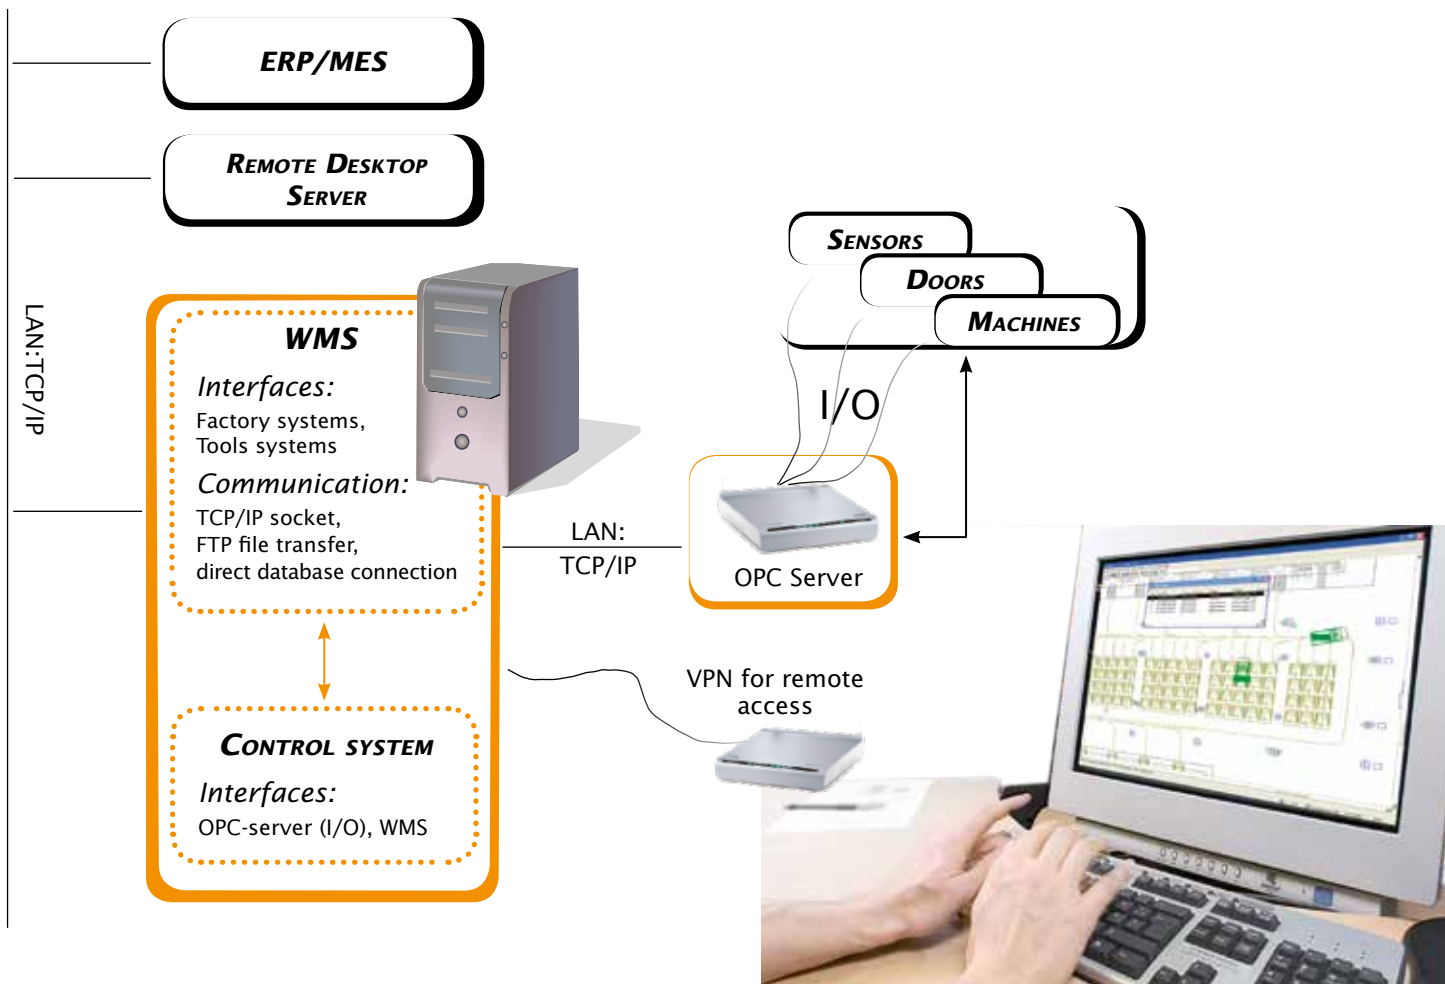 ERP/MES
REMOTE DESKTOP
SERVER
LAN:TCP/IP
WMS
Interfaces:
Factory systems,
Tools systems
Communication:
TCP/IP socket,
FTP file transfer,
direct database connection
CONTROL SYSTEM
Interfaces:
OPC-server (I/O), WMS
SENSORS
DOORS
MACHINES
I/O
LAN:
TCP/IP
OPC Server
VPN for remote
access